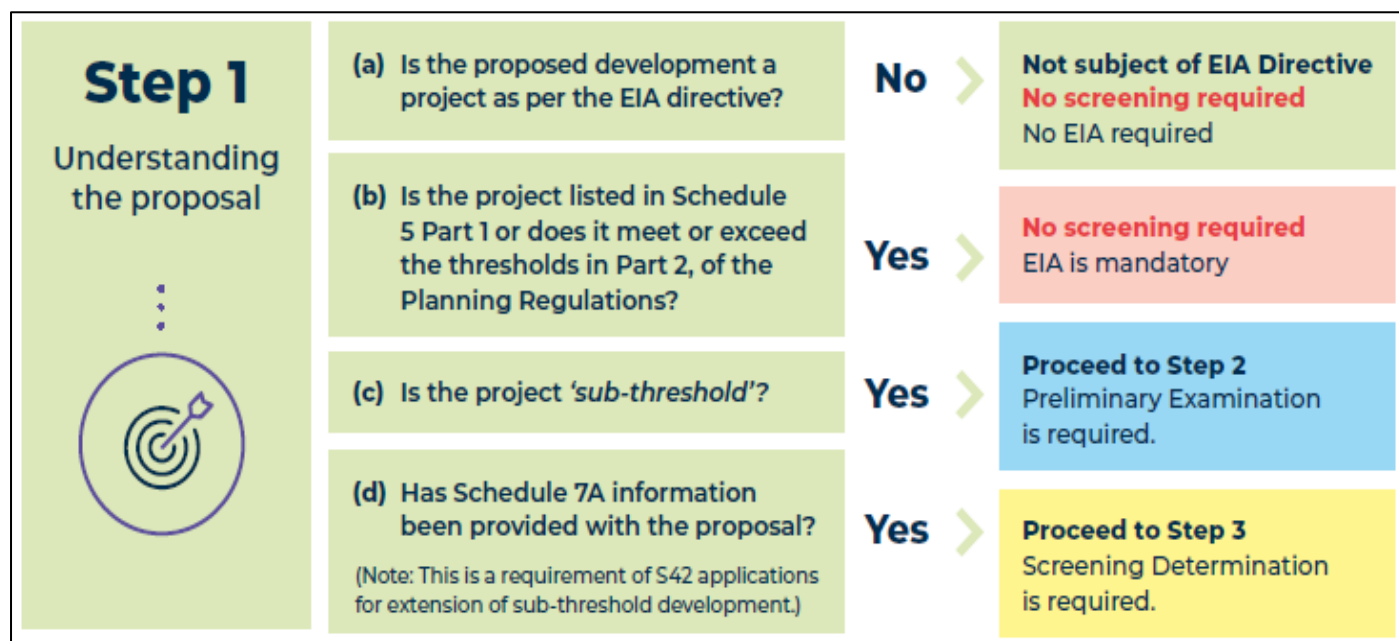 Step 1
Understanding
the proposal
(a) Is the proposed development a
project as per the EIA directive?
No
Not subject of EIA Directive
No screening required
No EIA required
(b) Is the project listed in Schedule
5 Part 1 or does it meet or exceed
the thresholds in Part 2, of the
Planning Regulations?
Yes
No screening required
EIA is mandatory
(c) Is the project ‘sub-threshold’?
Yes
Proceed to Step 2
Preliminary Examination
is required.
(d) Has Schedule 7A information
been provided with the proposal?
(Note: This is a requirement of S42 applications
for extension of sub-threshold development.)
Yes
Proceed to Step 3
Screening Determination
is required.